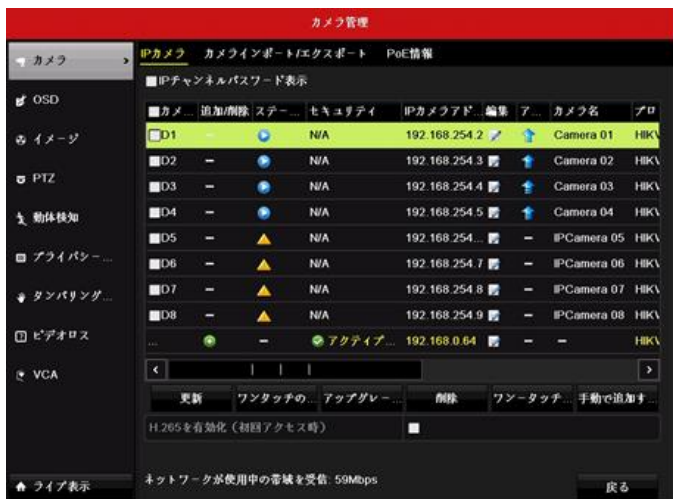 カメラ管理
カメラ
OSD
イメージ
PTZ
動体検知
プライバシー...
タンパリング...
ビデオロス
VCA
ライブ表示
IPカメラ カメラインポート/エクスポート PoE情報
IPチャンネルパスワード表示
カメ... 追加/削除 ステー... セキュリティ IPカメラアド... 編集 ア... カメラ名 プロ
D1 – N/A 192.168.254.2 Camera 01 HIKV
D2 – N/A 192.168.254.3 Camera 02 HIKV
D3 – N/A 192.168.254.4 Camera 03 HIKV
D4 – N/A 192.168.254.5 Camera 04 HIKV
D5 – N/A 192.168.254... – IPCamera 05 HIKV
D6 – N/A 192.168.254.7 – IPCamera 06 HIKV
D7 – N/A 192.168.254.8 – IPCamera 07 HIKV
D8 – N/A 192.168.254.9 – IPCamera 08 HIKV
... – アクティブ... 192.168.0.64 – – HIKV
更新 ワンタッチの... アップグレー... 削除 ワンータッチ... 手動で追加す...
H.265を有効化（初回アクセス時）
ネットワークが使用中の帯域を受信: 59Mbps
戻る